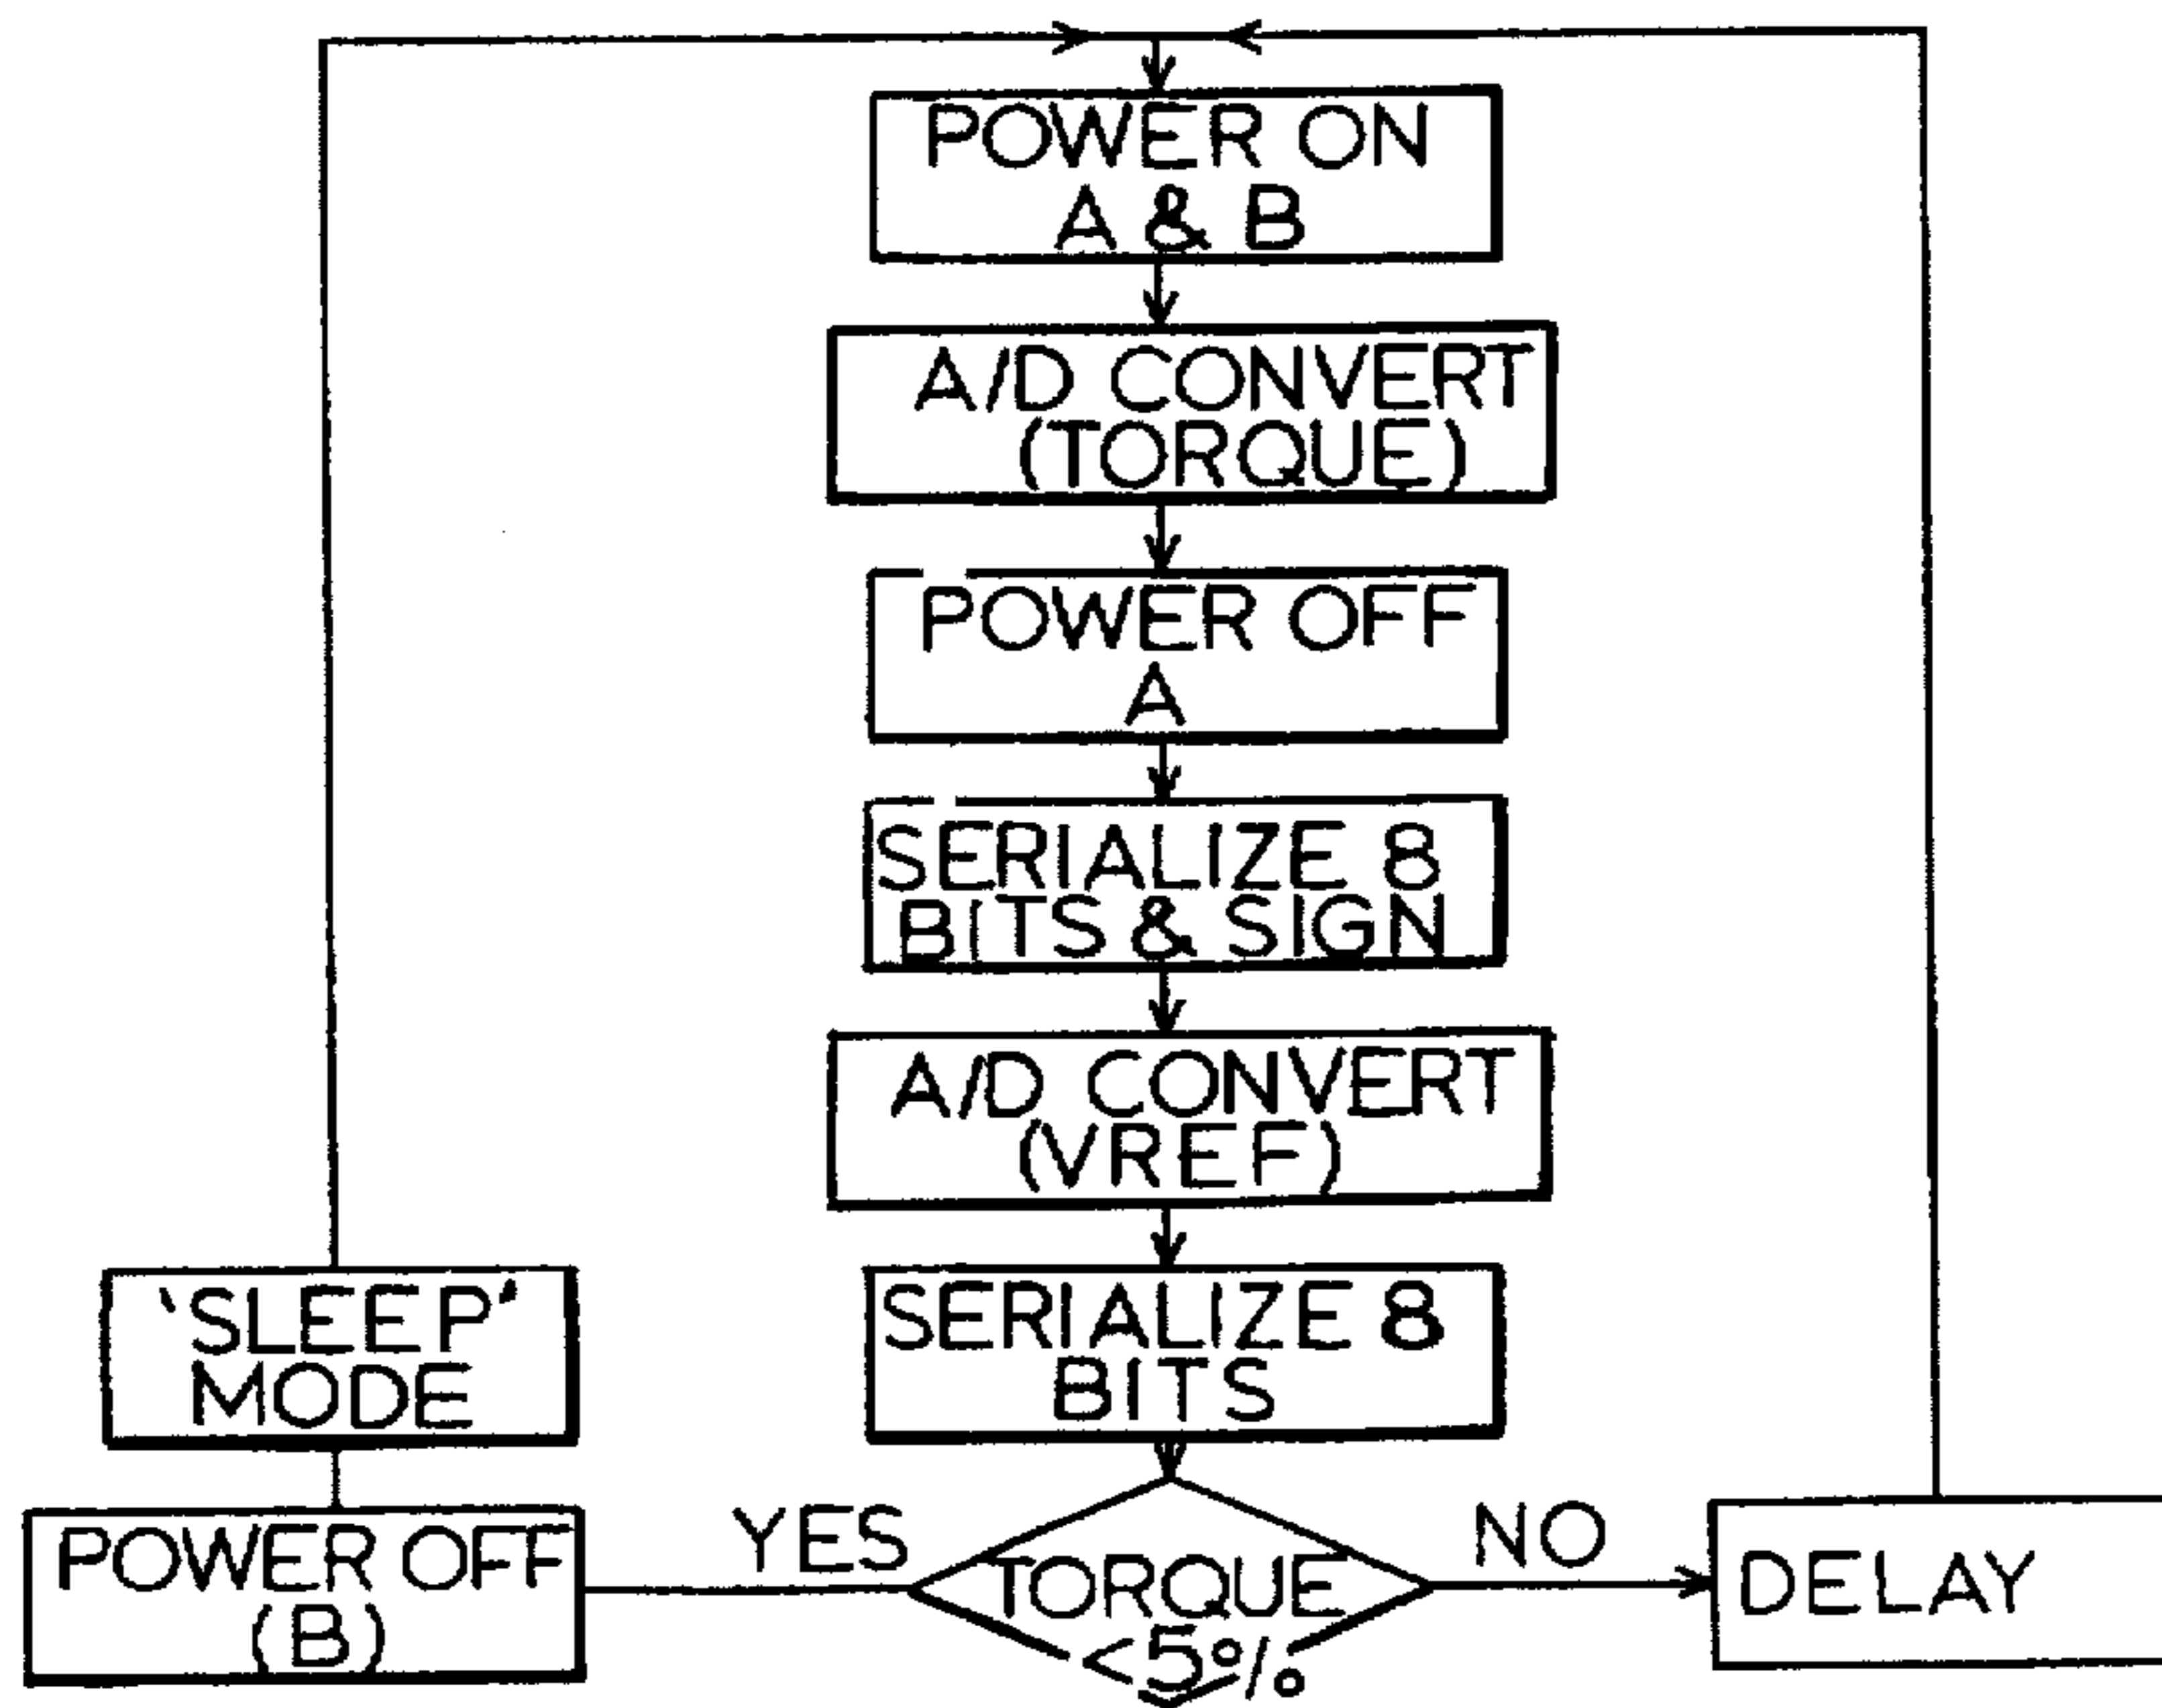 POWER ON
A & B
A/D CONVERT
(TORQUE)
POWER OFF
A
SERIALIZE 8
BITS & SIGN
A/D CONVERT
(VREF)
SERIALIZE 8
BITS
'SLEEP'
MODE
POWER OFF
(B)
YES
TORQUE
<5%
NO
DELAY